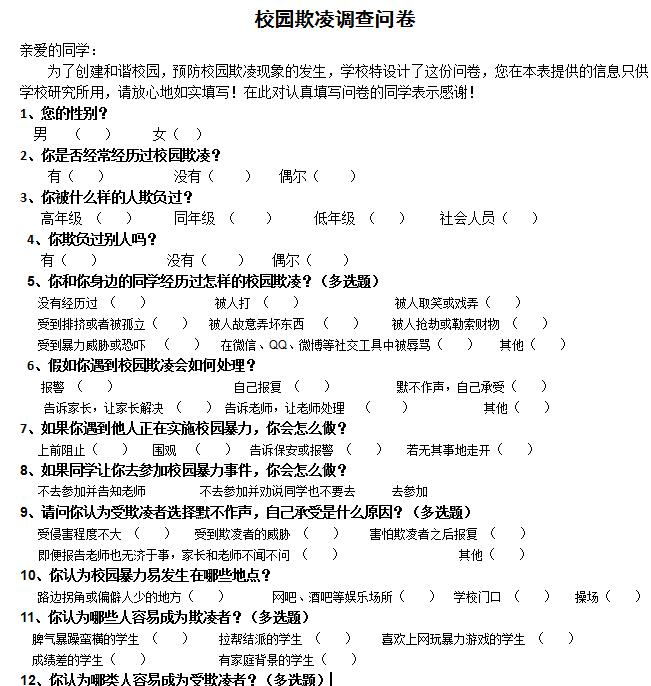 校园欺凌调查问卷
亲爱的同学：
为了创建和谐校园，预防校园欺凌现象的发生，学校特设计了这份问卷，您在本表提供的信息只供
学校研究所用，请放心地如实填写！在此对认真填写问卷的同学表示感谢！
1、您的性别？
男 （ ） 女（ ）
2、你是否经常经历过校园欺凌？
有（ ） 没有（ ） 偶尔（ ）
3、你被什么样的人欺负过？
高年级 （ ） 同年级 （ ） 低年级 （ ） 社会人员（ ）
4、你欺负过别人吗？
有（ ） 没有（ ） 偶尔（ ）
5、你和你身边的同学经历过怎样的校园欺凌？（多选题）
没有经历过 （ ） 被人打 （ ） 被人取笑或戏弄（ ）
受到排挤或者被孤立（ ） 被人故意弄坏东西 （ ） 被人抢劫或勒索财物 （ ）
受到暴力威胁或恐吓 （ ） 在微信、QQ、微博等社交工具中被辱骂（ ） 其他（ ）
6、假如你遇到校园欺凌会如何处理？
报警 （ ） 自己报复 （ ） 默不作声，自己承受（ ）
告诉家长，让家长解决 （ ） 告诉老师，让老师处理 （ ） 其他（ ）
7、如果你遇到他人正在实施校园暴力，你会怎么做？
上前阻止（ ） 围观 （ ） 告诉保安或报警 （ ） 若无其事地走开（ ）
8、如果同学让你去参加校园暴力事件，你会怎么做？
不去参加并告知老师 不去参加并劝说同学也不要去 去参加
9、请问你认为受欺凌者选择默不作声，自己承受是什么原因？（多选题）
受侵害程度不大 （ ） 受到欺凌者的威胁 （ ） 害怕欺凌者之后报复 （ ）
即便报告老师也无济于事，家长和老师不闻不问 （ ） 其他（ ）
10、你认为校园暴力易发生在哪些地点？
路边拐角或偏僻人少的地方（ ） 网吧、酒吧等娱乐场所（ ） 学校门口 （ ） 操场（ ）
11、你认为哪些人容易成为欺凌者？（多选题）
脾气暴躁蛮横的学生 （ ） 拉帮结派的学生 （ ） 喜欢上网玩暴力游戏的学生 （ ）
成绩差的学生（ ） 有家庭背景的学生（ ）
12、你认为哪类人容易成为受欺凌者？（多选题）